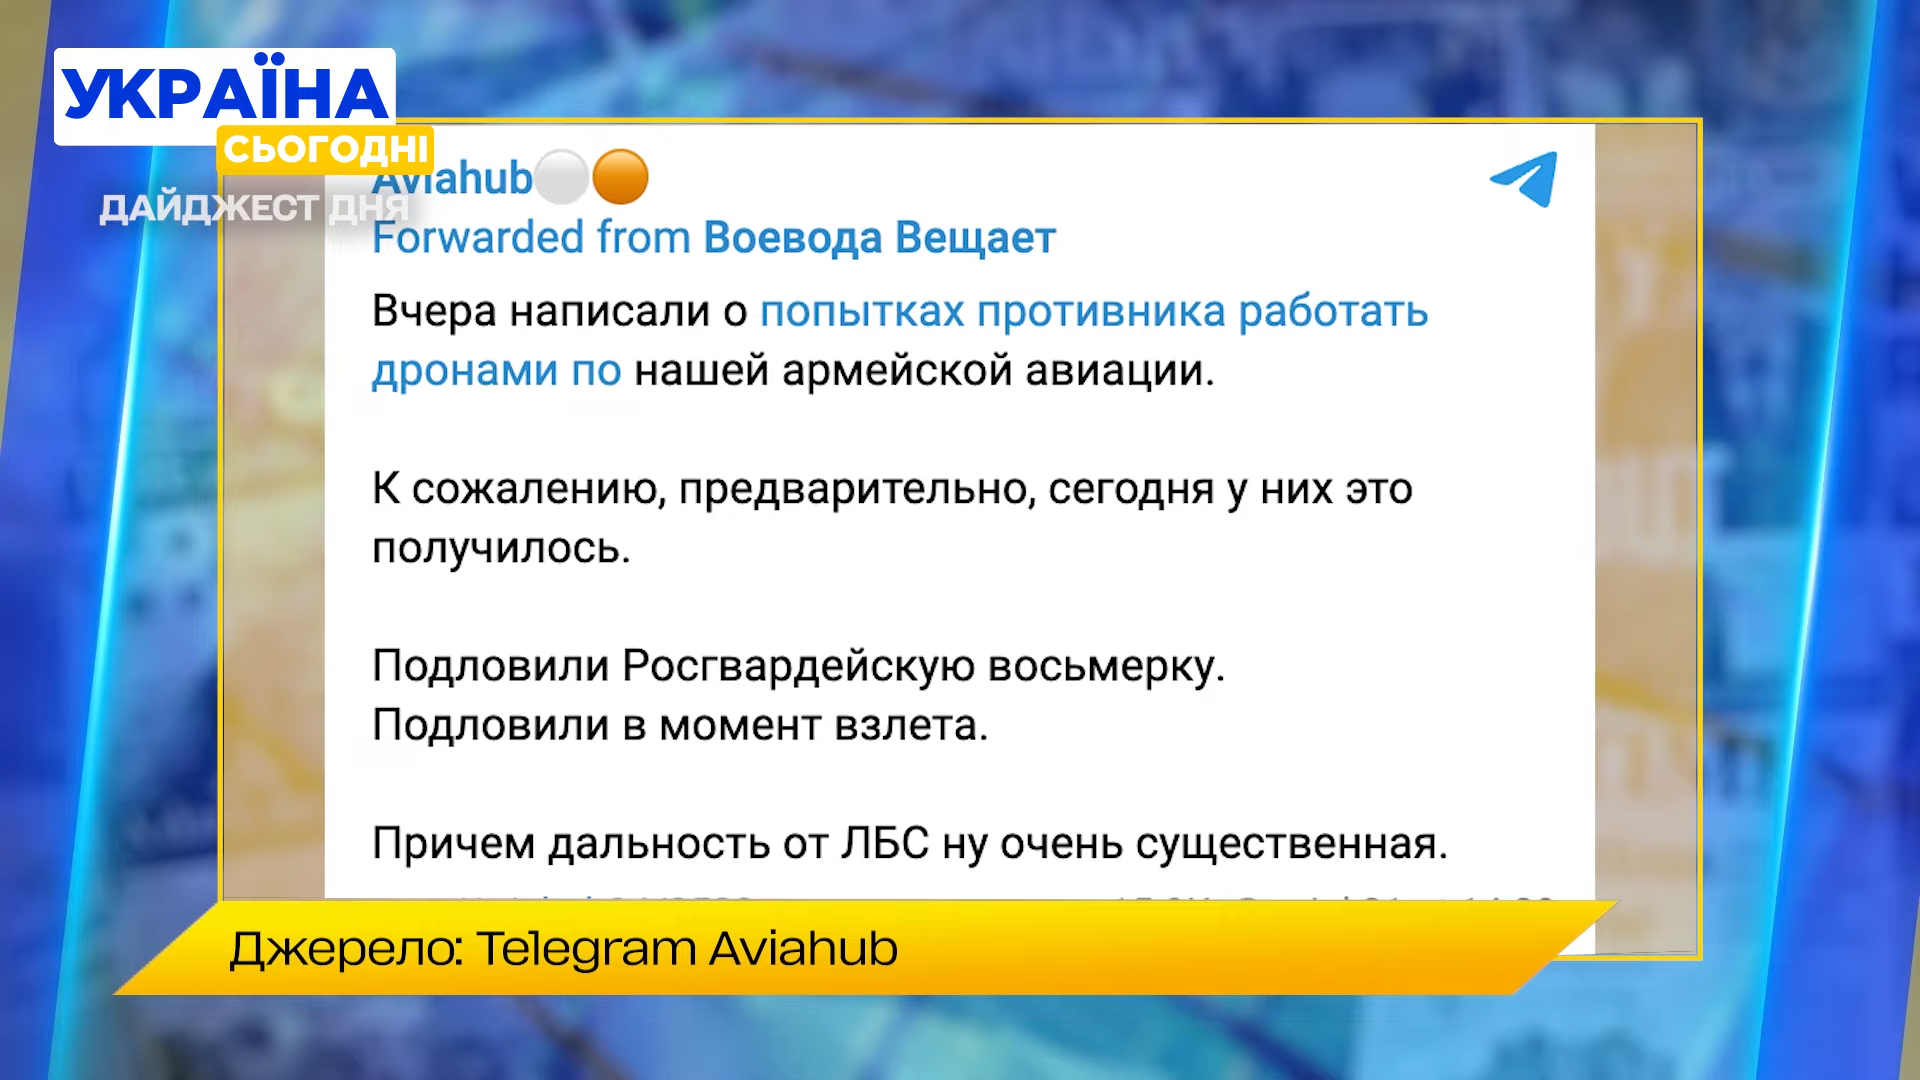 УКРАЇНА
СЬОГОДНІ
ДАЙДЖЕСТ ДНЯ
Aviahub
Forwarded from Воевода Вещает
Вчера написали о попытках противника работать
дронами по нашей армейской авиации.
К сожалению, предварительно, сегодня у них это
получилось.
Подловили Росгвардейскую восьмерку.
Подловили в момент взлета.
Причем дальность от ЛБС ну очень существенная.
Джерело: Telegram Aviahub